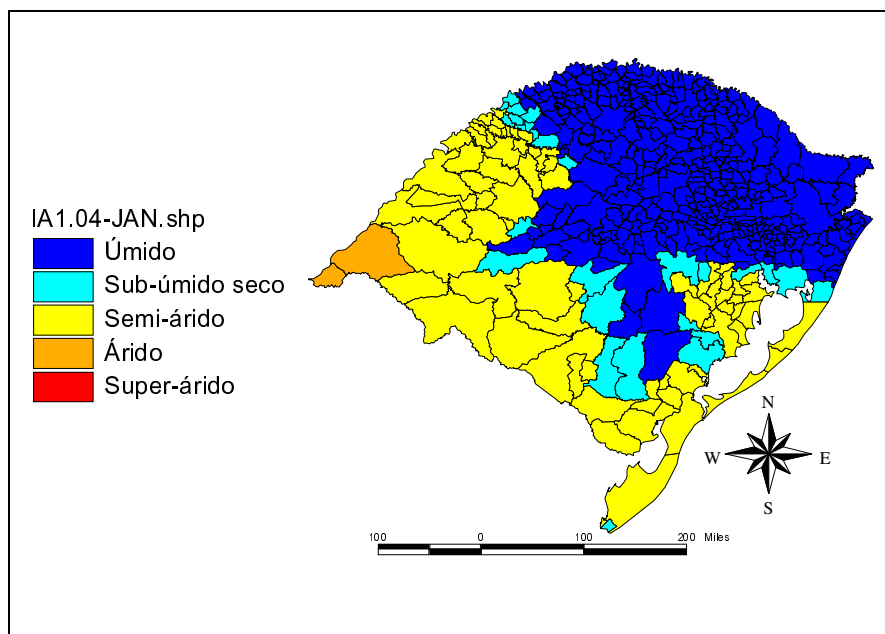 IA1.04-JAN.shp
Úmido
Sub-úmido seco
Semi-árido
Árido
Super-árido
N
W E
S
100 0 100 200 Miles